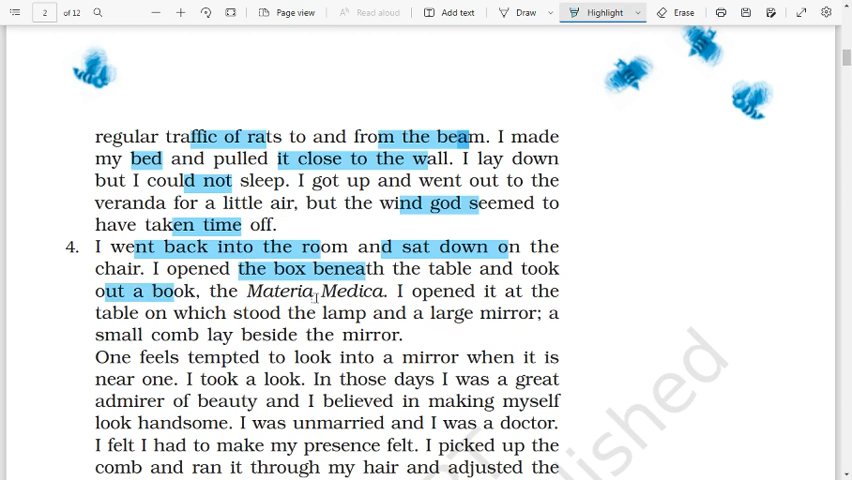 2 of 12 Page view Read aloud Add text Draw Highlight Erase
regular traffic of rats to and from the beam. I made
my bed and pulled it close to the wall. I lay down
but I could not sleep. I got up and went out to the
veranda for a little air, but the wind god seemed to
have taken time off.
4. I went back into the room and sat down on the
chair. I opened the box beneath the table and took
out a book, the Materia Medica. I opened it at the
table on which stood the lamp and a large mirror; a
small comb lay beside the mirror.
One feels tempted to look into a mirror when it is
near one. I took a look. In those days I was a great
admirer of beauty and I believed in making myself
look handsome. I was unmarried and I was a doctor.
I felt I had to make my presence felt. I picked up the
comb and ran it through my hair and adjusted the